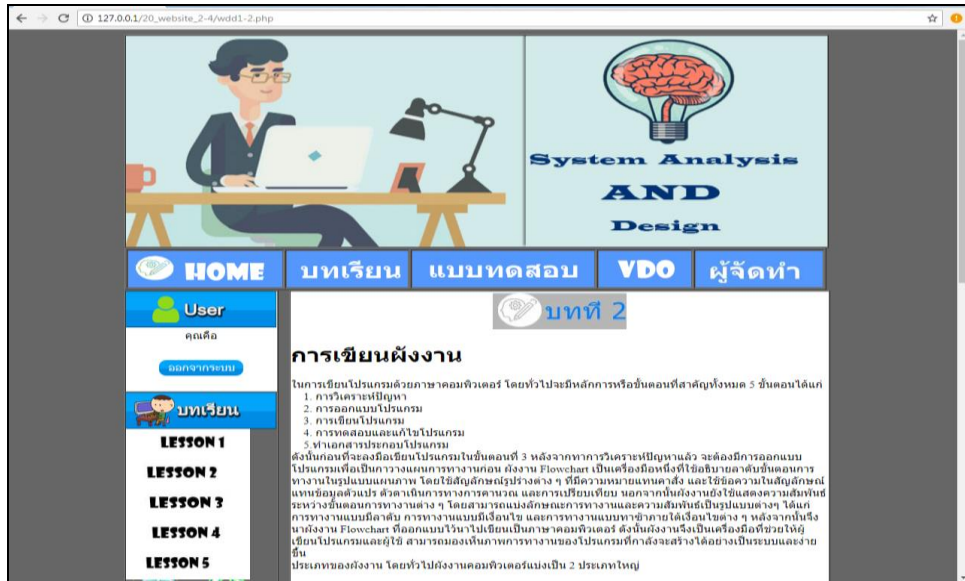 127.0.0.1/20_website_2-4/wdd1-2.php
System Analysis
AND
Design
HOME
บทเรียน
แบบทดสอบ
VDO
ผู้จัดทำ
User
คุณคือ
ออกจากระบบ
บทเรียน
LESSON 1
LESSON 2
LESSON 3
LESSON 4
LESSON 5
บทที่ 2
การเขียนผังงาน
ในการเขียนโปรแกรมด้วยภาษาคอมพิวเตอร์ โดยทั่วไปจะมีหลักการหรือขั้นตอนที่สาคัญทั้งหมด 5 ขั้นตอนได้แก่
1. การวิเคราะห์ปัญหา
2. การออกแบบโปรแกรม
3. การเขียนโปรแกรม
4. การทดสอบและแก้ไขโปรแกรม
5.ทาเอกสารประกอบโปรแกรม
ดังนั้นก่อนที่จะลงมือเขียนโปรแกรมในขั้นตอนที่ 3 หลังจากทาการวิเคราะห์ปัญหาแล้ว จะต้องมีการออกแบบ
โปรแกรมเพื่อเป็นกาวางแผนการทางานก่อน ผังงาน Flowchart เป็นเครื่องมือหนึ่งที่ใช้อธิบายลาดับขั้นตอนการ
ทางานในรูปแบบแผนภาพ โดยใช้สัญลักษณ์รูปร่างต่าง ๆ ที่มีความหมายแทนคาสั่ง และใช้ข้อความในสัญลักษณ์
แทนข้อมูลตัวแปร ตัวดาเนินการทางการคานวณ และการเปรียบเทียบ นอกจากนั้นผังงานยังใช้แสดงความสัมพันธ์
ระหว่างขั้นตอนการทางานต่าง ๆ โดยสามารถแบ่งลักษณะการทางานและความสัมพันธ์เป็นรูปแบบต่างๆ ได้แก่
การทางานแบบมีลาดับ การทางานแบบมีเงื่อนไข และการทางานแบบทาซ้าภายใต้เงื่อนไขต่าง ๆ หลังจากนั้นจึง
นาผังงาน Flowchart ที่ออกแบบไว้นาไปเขียนเป็นภาษาคอมพิวเตอร์ ดังนั้นผังงานจึงเป็นเครื่องมือที่ช่วยให้ผู้
เขียนโปรแกรมและผู้ใช้ สามารถมองเห็นภาพการทางานของโปรแกรมที่กาลังจะสร้างได้อย่างเป็นระบบและง่าย
ขึ้น
ประเภทของผังงาน โดยทั่วไปผังงานคอมพิวเตอร์แบ่งเป็น 2 ประเภทใหญ่